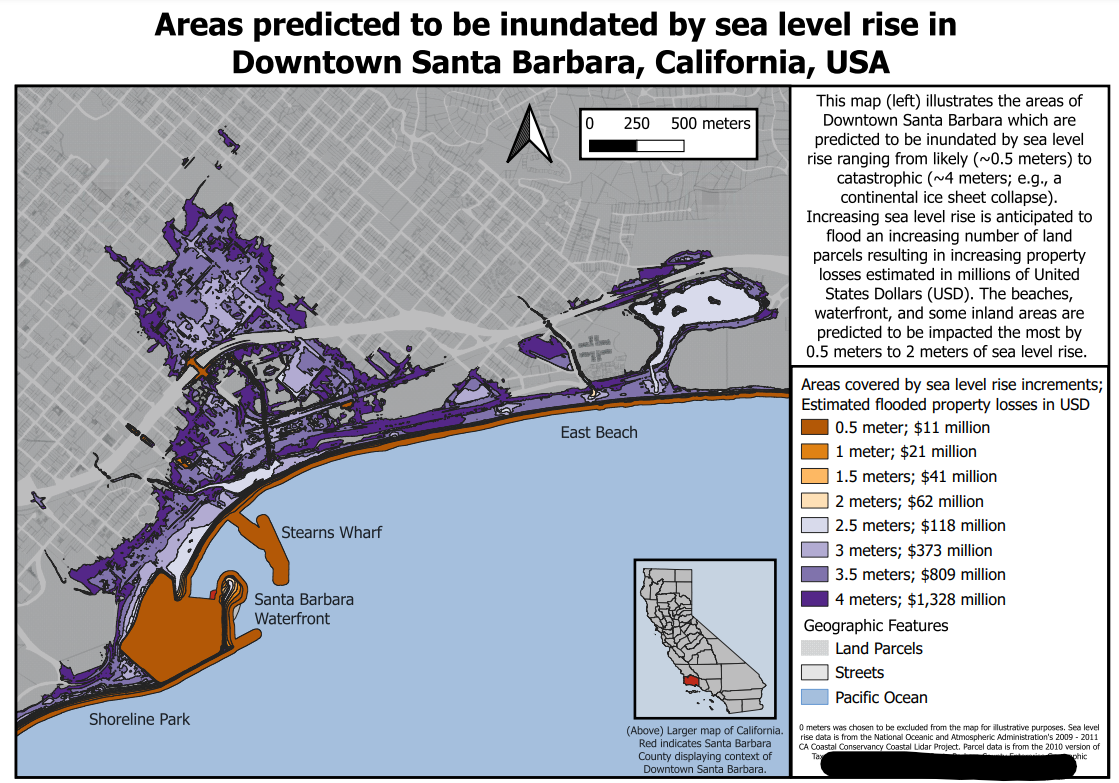 Areas predicted to be inundated by sea level rise in
Downtown Santa Barbara, California, USA
0 250 500 meters
East Beach
Stearns Wharf
Santa Barbara
Waterfront
Shoreline Park
(Above) Larger map of California.
Red indicates Santa Barbara
County displaying context of
Downtown Santa Barbara.
This map (left) illustrates the areas of
Downtown Santa Barbara which are
predicted to be inundated by sea level
rise ranging from likely (~0.5 meters) to
catastrophic (~4 meters; e.g., a
continental ice sheet collapse).
Increasing sea level rise is anticipated to
flood an increasing number of land
parcels resulting in increasing property
losses estimated in millions of United
States Dollars (USD). The beaches,
waterfront, and some inland areas are
predicted to be impacted the most by
0.5 meters to 2 meters of sea level rise.
Areas covered by sea level rise increments;
Estimated flooded property losses in USD
0.5 meter; $11 million
1 meter; $21 million
1.5 meters; $41 million
2 meters; $62 million
2.5 meters; $118 million
3 meters; $373 million
3.5 meters; $809 million
4 meters; $1,328 million
Geographic Features
Land Parcels
Streets
Pacific Ocean
0 meters was chosen to be excluded from the map for illustrative purposes. Sea level
rise data is from the National Oceanic and Atmospheric Administration's 2009 - 2011
CA Coastal Conservancy Coastal Lidar Project. Parcel data is from the 2010 version of